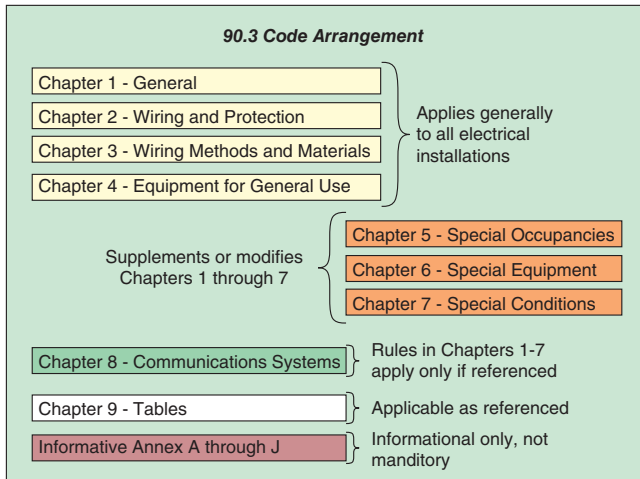 90.3 Code Arrangement
Chapter 1 - General
Chapter 2 - Wiring and Protection
Chapter 3 - Wiring Methods and Materials
Chapter 4 - Equipment for General Use
Applies generally
to all electrical
installations
Supplements or modifies
Chapters 1 through 7
Chapter 5 - Special Occupancies
Chapter 6 - Special Equipment
Chapter 7 - Special Conditions
Chapter 8 - Communications Systems
Rules in Chapters 1-7
apply only if referenced
Chapter 9 - Tables
Applicable as referenced
Informative Annex A through J
Informational only, not
manditory